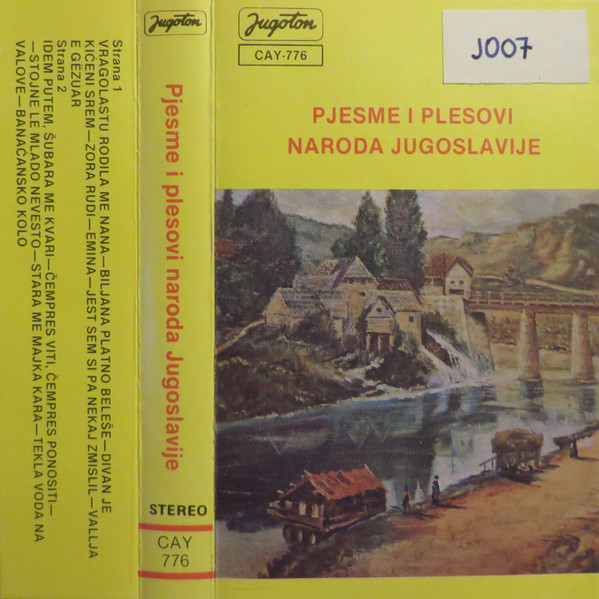 Strana 1
VRAGOLASTU RODILA ME NANA—BILJANA PLATNO BELEŠE—DIVAN JE
KIĆENI SREM—ZORA RUDI—EMINA—JEST SEM SI PA NEKAJ ZMISLIL—VALLJA
E GËZUAR
Strana 2
IDEM PUTEM, ŠUBARA ME KVARI—ČEMPRES VITI, ČEMPRES PONOSITI—
—STOJNE LE MLADO NEVESTO—STARA ME MAJKA KARA—TEKLA VODA NA
VALOVE—BANAĆANSKO KOLO
Jugoton
Pjesme i plesovi naroda Jugoslavije
STEREO
CAY
776
Jugoton
CAY-776
J007
PJESME I PLESOVI
NARODA JUGOSLAVIJE